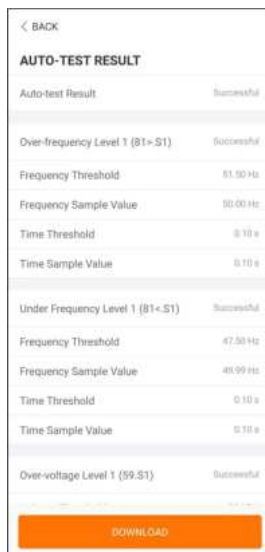 < BACK
AUTO-TEST RESULT
Auto-test Result Successful
Over-frequency Level 1 (81>.S1) Successful
Frequency Threshold 51.50 Hz
Frequency Sample Value 50.00 Hz
Time Threshold 0.10 s
Time Sample Value 0.10 s
Under Frequency Level 1 (81<.S1) Successful
Frequency Threshold 47.50 Hz
Frequency Sample Value 49.99 Hz
Time Threshold 0.10 s
Time Sample Value 0.10 s
Over-voltage Level 1 (59.S1) Successful
DOWNLOAD